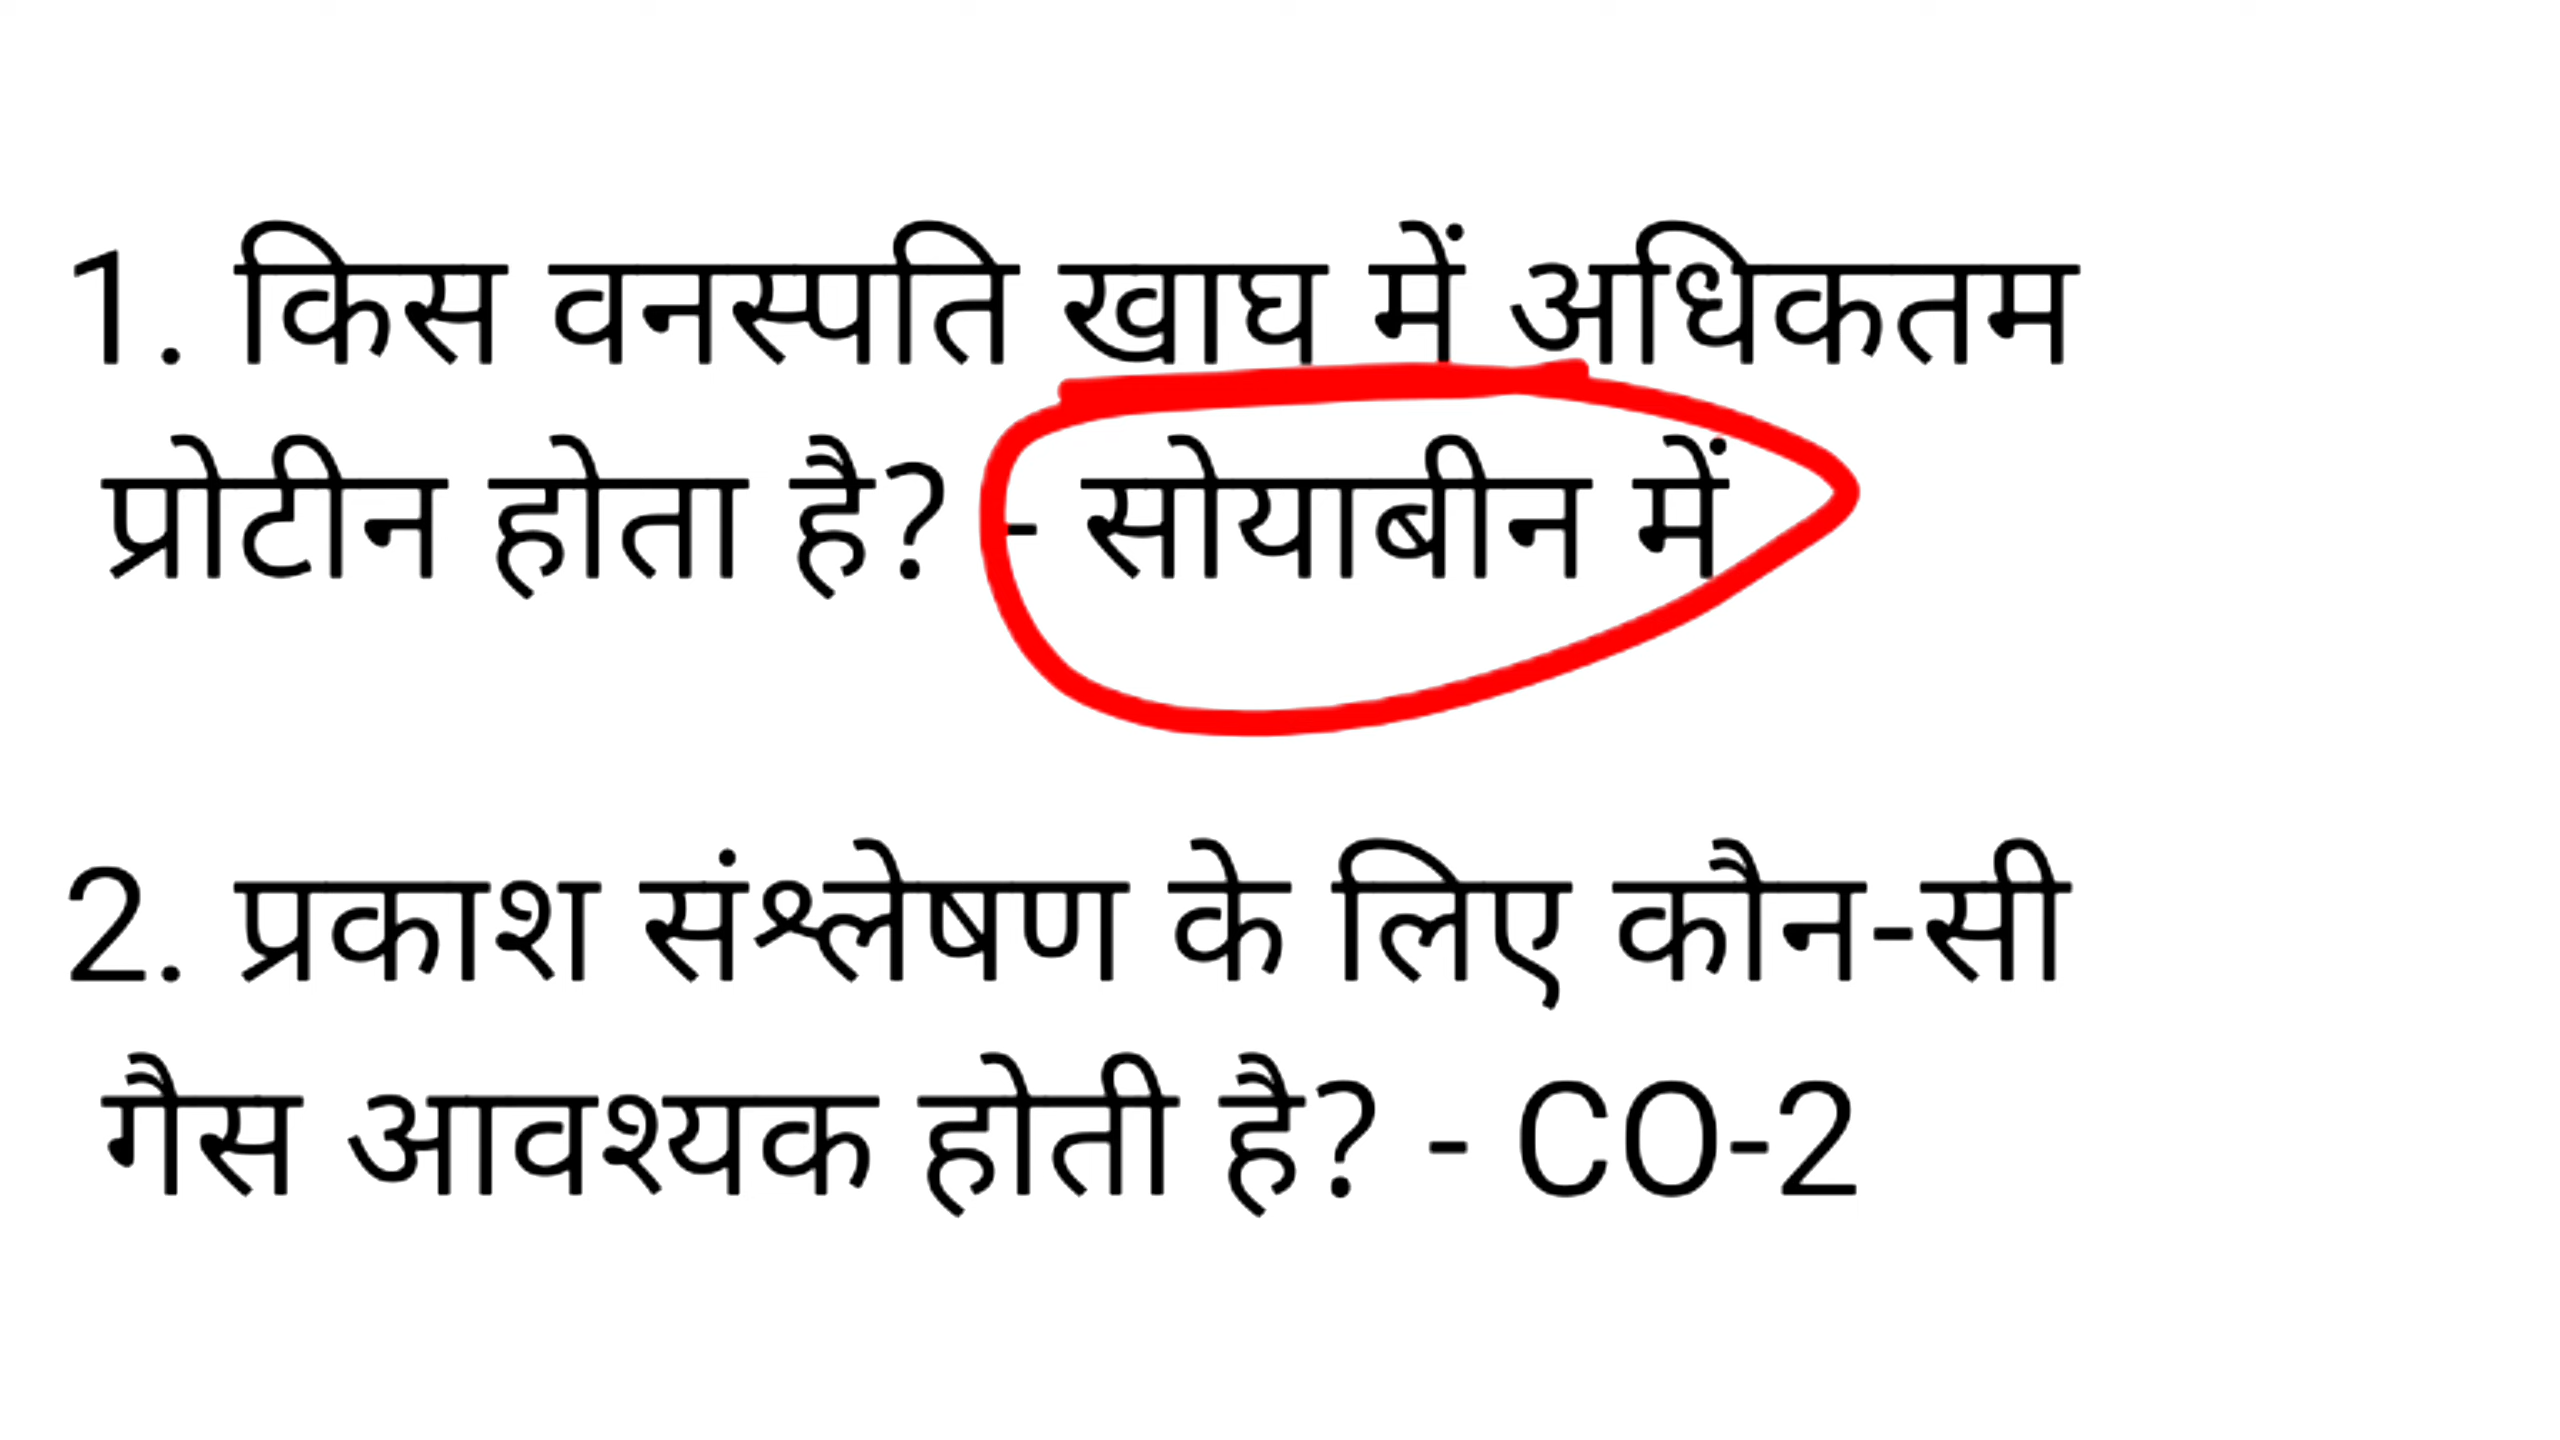 1. किस वनस्पति खाघ में अधिकतम
प्रोटीन होता है? - सोयाबीन में
2. प्रकाश संश्लेषण के लिए कौन-सी
गैस आवश्यक होती है? - CO-2